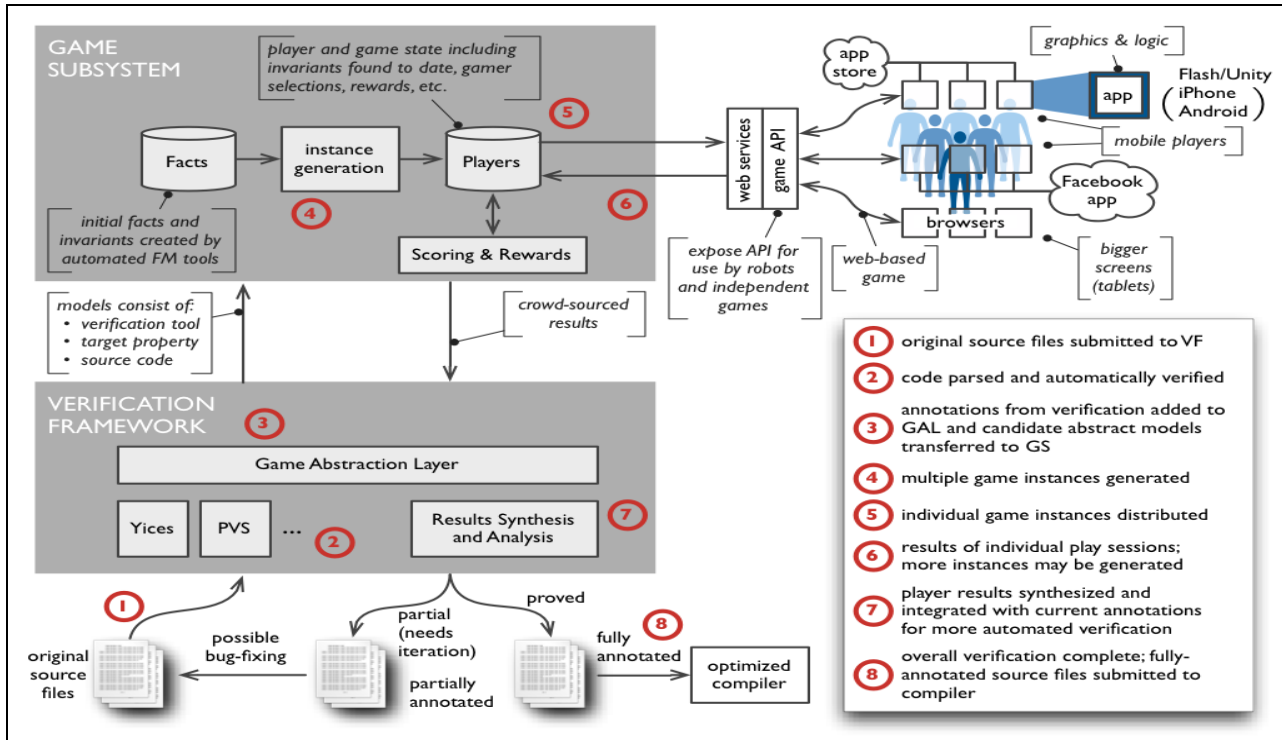 GAME
SUBSYSTEM
player and game state including
invariants found to date, gamer
selections, rewards, etc.
5
Facts
instance
generation
Players
4
6
initial facts and
invariants created by
automated FM tools
Scoring & Rewards
web services
game API
app
store
graphics & logic
app
Flash/Unity
iPhone
Android
mobile players
Facebook
app
browsers
expose API for
use by robots
and independent
games
web-based
game
bigger
screens
(tablets)
models consist of:
• verification tool
• target property
• source code
crowd-sourced
results
VERIFICATION
FRAMEWORK
3
Game Abstraction Layer
Yices
PVS
...
2
Results Synthesis
and Analysis
7
1
original
source
files
possible
bug-fixing
partial
(needs
iteration)
partially
annotated
proved
8
fully
annotated
optimized
compiler
1 original source files submitted to VF
2 code parsed and automatically verified
3 annotations from verification added to
GAL and candidate abstract models
transferred to GS
4 multiple game instances generated
5 individual game instances distributed
6 results of individual play sessions;
more instances may be generated
7 player results synthesized and
integrated with current annotations
for more automated verification
8 overall verification complete; fully-
annotated source files submitted to
compiler